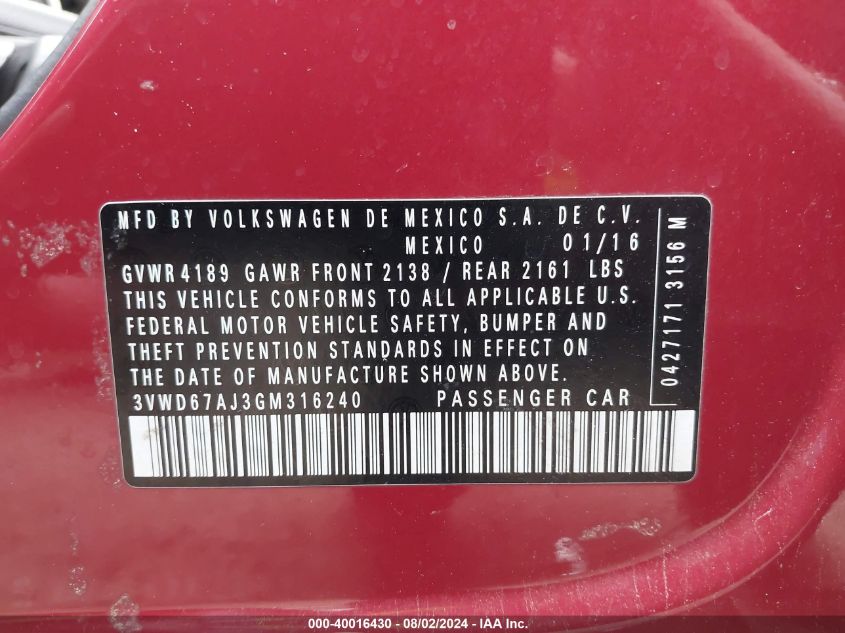 MFD BY VOLKSWAGEN DE MEXICO S.A. DE C.V.
MEXICO 01/16
GVWR 4189 GAWR FRONT 2138 / REAR 2161 LBS
THIS VEHICLE CONFORMS TO ALL APPLICABLE U.S.
FEDERAL MOTOR VEHICLE SAFETY, BUMPER AND
THEFT PREVENTION STANDARDS IN EFFECT ON
THE DATE OF MANUFACTURE SHOWN ABOVE.
3VWD67AJ3GM316240 PASSENGER CAR
0427171 3156 M
000-40016430 - 08/02/2024 - IAA Inc.